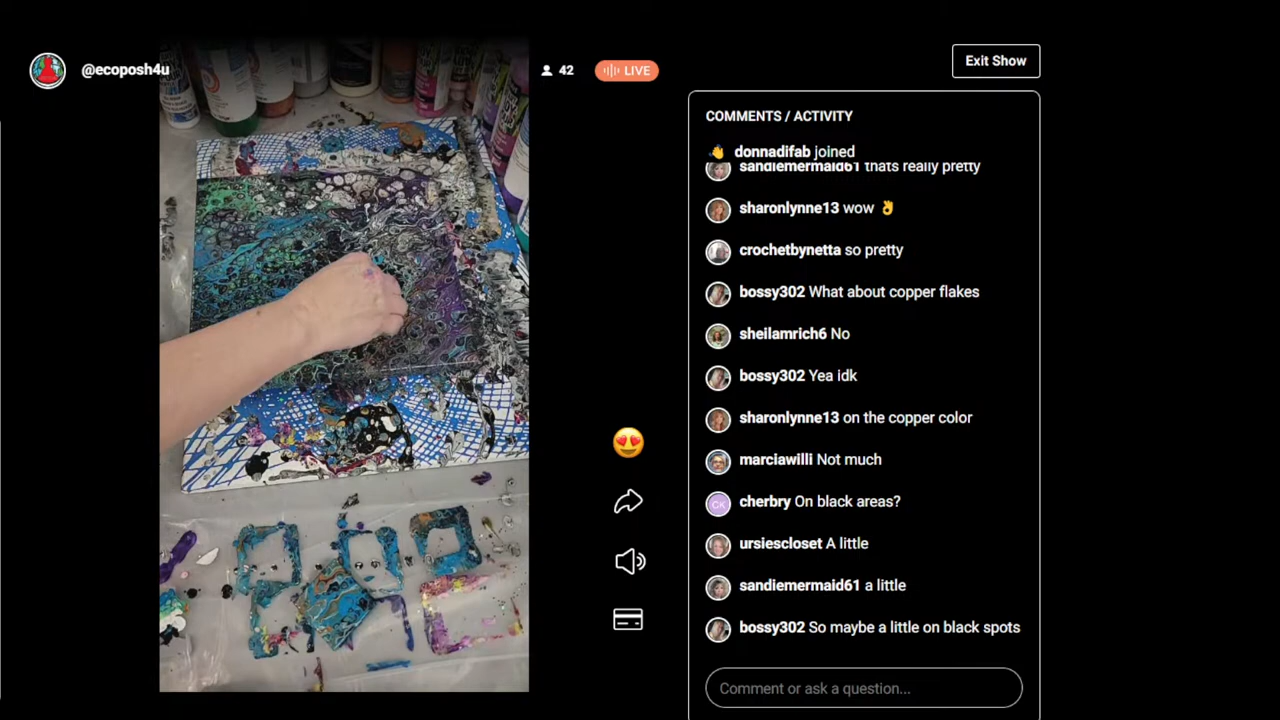 @ecoposh4u
42
LIVE
Exit Show
COMMENTS / ACTIVITY
donnadifab joined
sandiemermaid61 thats really pretty
sharonlynne13 wow 👌
crochetbynetta so pretty
bossy302 What about copper flakes
sheilamrich6 No
bossy302 Yea idk
sharonlynne13 on the copper color
marciawilli Not much
CK
cherbry On black areas?
ursiescloset A little
sandiemermaid61 a little
bossy302 So maybe a little on black spots
Comment or ask a question...